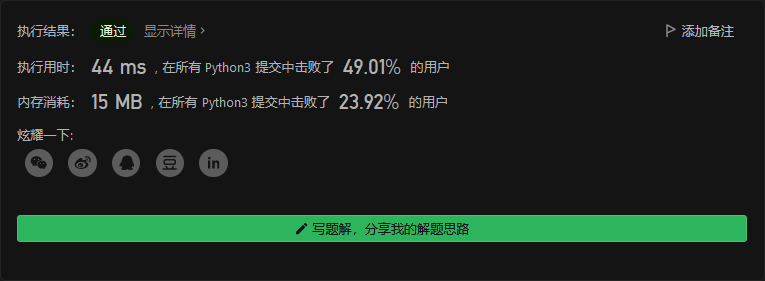 执行结果： 通过 显示详情 › 添加备注
执行用时： 44 ms ，在所有 Python3 提交中击败了 49.01% 的用户
内存消耗： 15 MB ，在所有 Python3 提交中击败了 23.92% 的用户
炫耀一下:
豆 in
写题解，分享我的解题思路